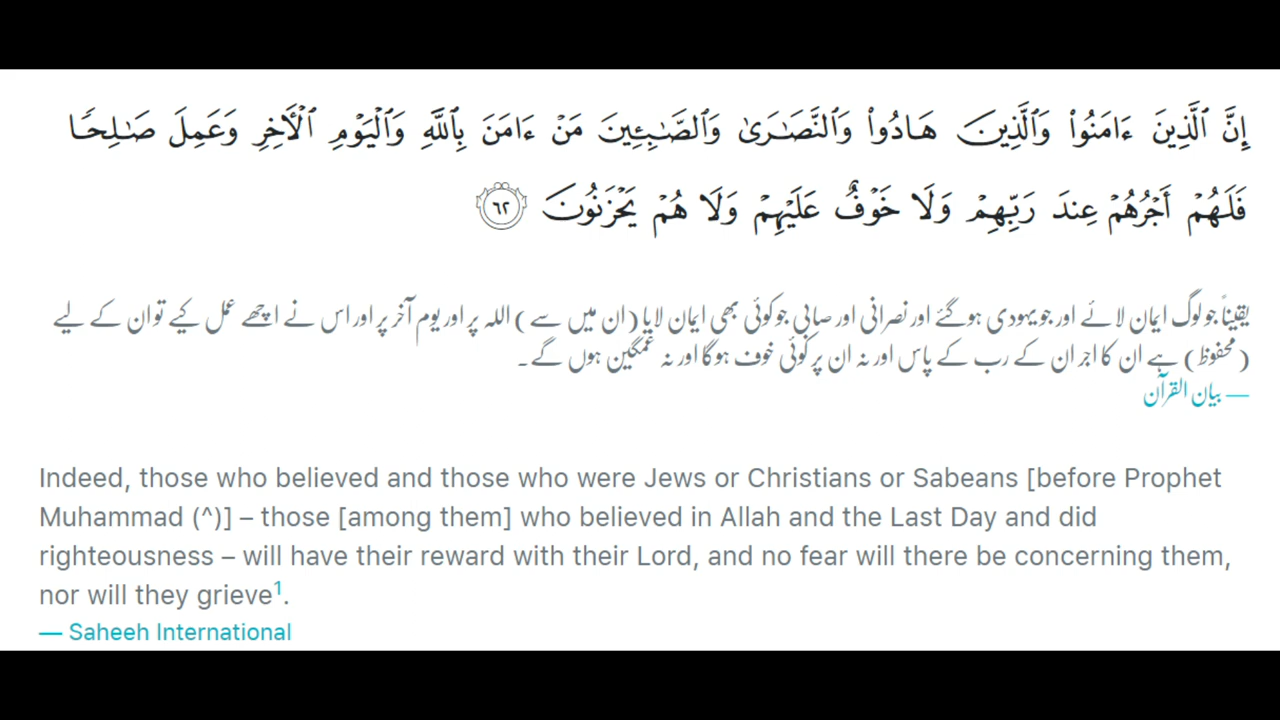 إِنَّ ٱلَّذِينَ ءَامَنُوا۟ وَٱلَّذِينَ هَادُوا۟ وَٱلنَّصَـٰرَىٰ وَٱلصَّـٰبِـِٔينَ مَنْ ءَامَنَ بِٱللَّهِ وَٱلْيَوْمِ ٱلْـَٔاخِرِ وَعَمِلَ صَـٰلِحًۭا
فَلَهُمْ أَجْرُهُمْ عِندَ رَبِّهِمْ وَلَا خَوْفٌ عَلَيْهِمْ وَلَا هُمْ يَحْزَنُونَ ٦٢
یقیناً جو لوگ ایمان لائے اور جو یہودی ہوگئے اور نصرانی اور صابی جو کوئی بھی ایمان لایا (ان میں سے) اللہ پر اور یوم آخر پر اور اس نے اچھے عمل کیے تو ان کے لیے
(محفوظ) ہے ان کا اجر ان کے رب کے پاس اور نہ ان پر کوئی خوف ہوگا اور نہ غمگین ہوں گے۔
— بیان القرآن
Indeed, those who believed and those who were Jews or Christians or Sabeans [before Prophet
Muhammad (^)] – those [among them] who believed in Allah and the Last Day and did
righteousness – will have their reward with their Lord, and no fear will there be concerning them,
nor will they grieve¹.
— Saheeh International